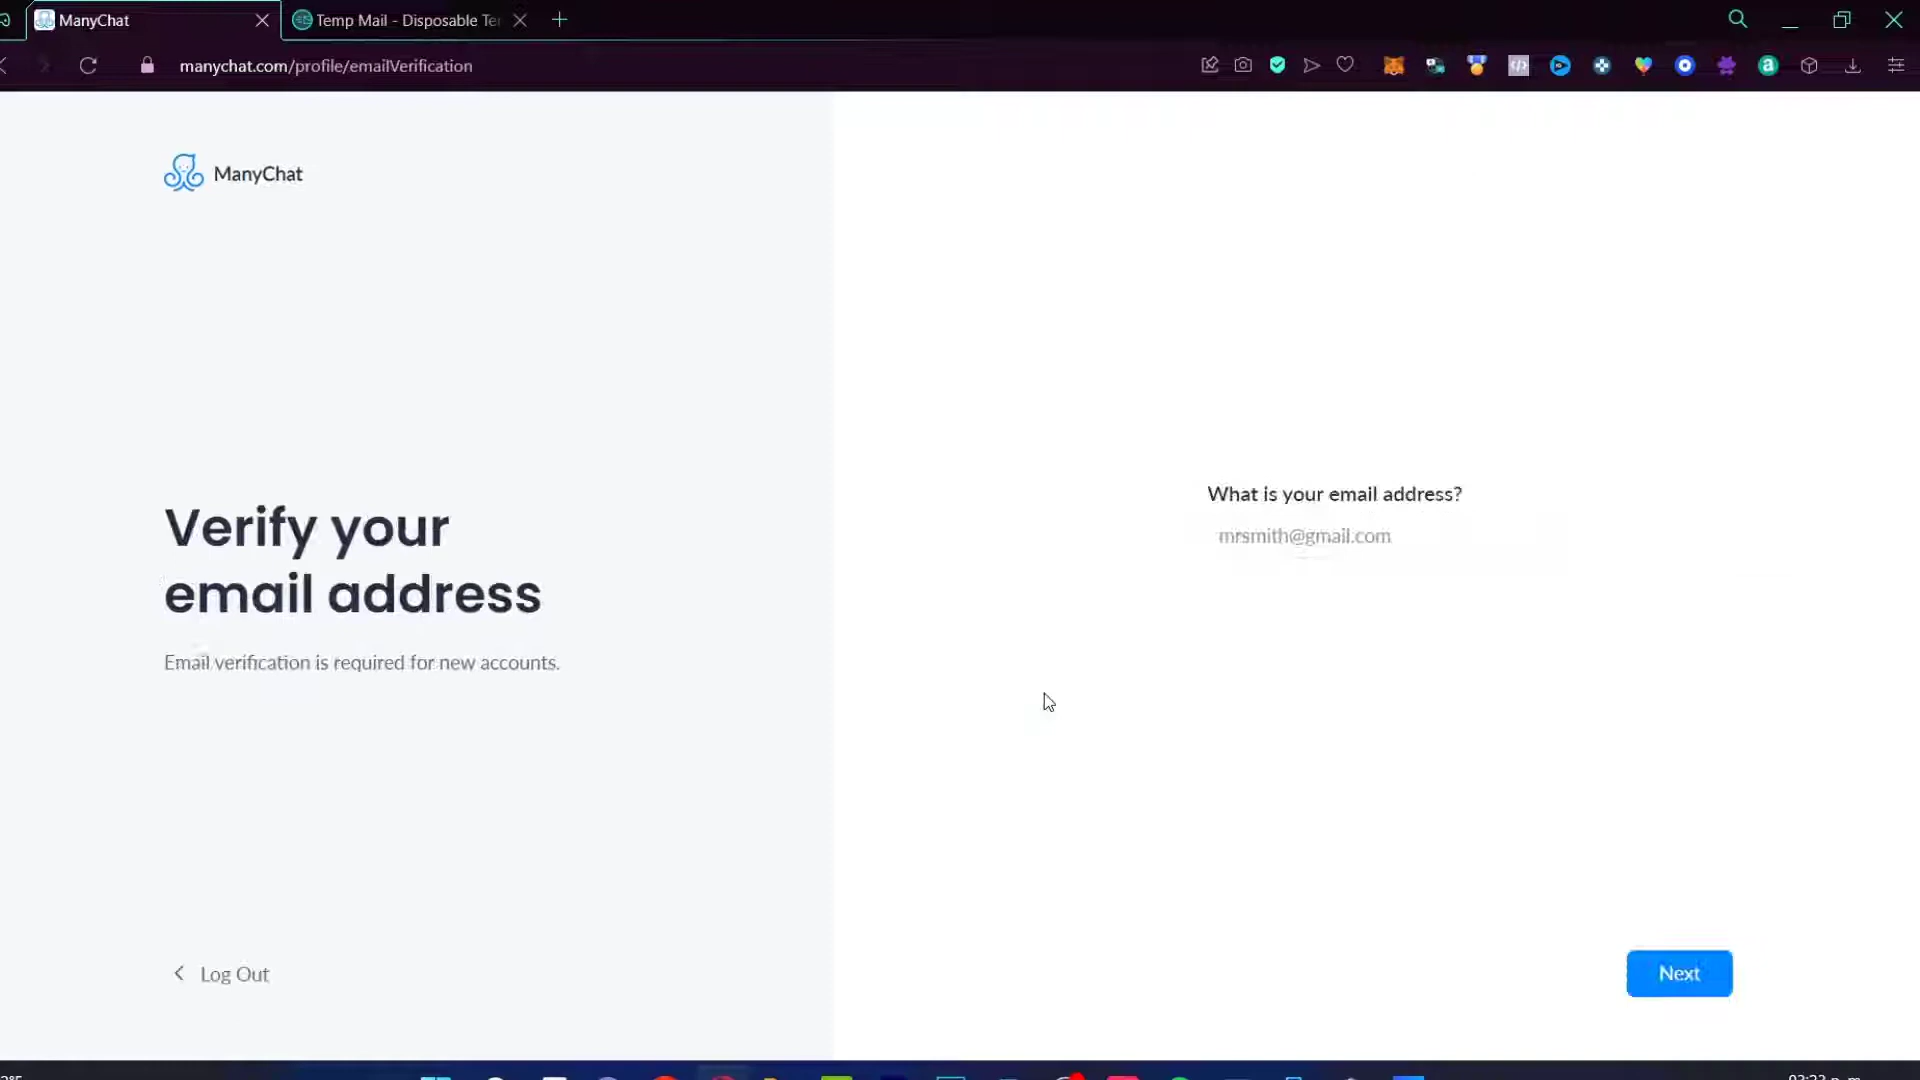 ManyChat
Temp Mail - Disposable Te
manychat.com/profile/emailVerification
ManyChat
Verify your
email address
Email verification is required for new accounts.
What is your email address?
mrsmith@gmail.com
Log Out
Next